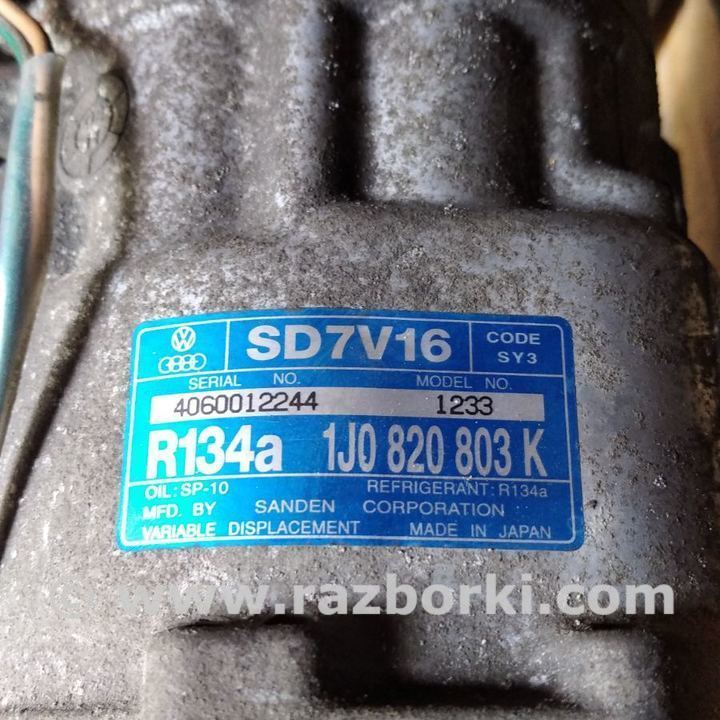 SD7V16
CODE
SY3
SERIAL NO.
MODEL NO.
4060012244
1233
R134a
1J0 820 803 K
OIL: SP-10
REFRIGERANT: R134a
MFD. BY SANDEN CORPORATION
VARIABLE DISPLACEMENT
MADE IN JAPAN
www.razborki.com